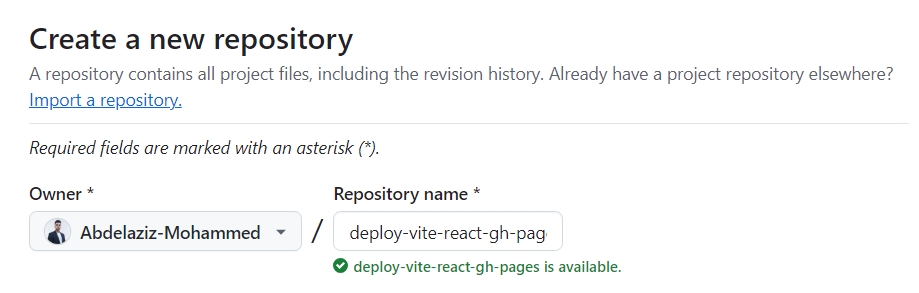 Create a new repository
A repository contains all project files, including the revision history. Already have a project repository elsewhere?
Import a repository.
Required fields are marked with an asterisk (*).
Owner *
Repository name *
Abdelaziz-Mohammed / deploy-vite-react-gh-pag
deploy-vite-react-gh-pages is available.